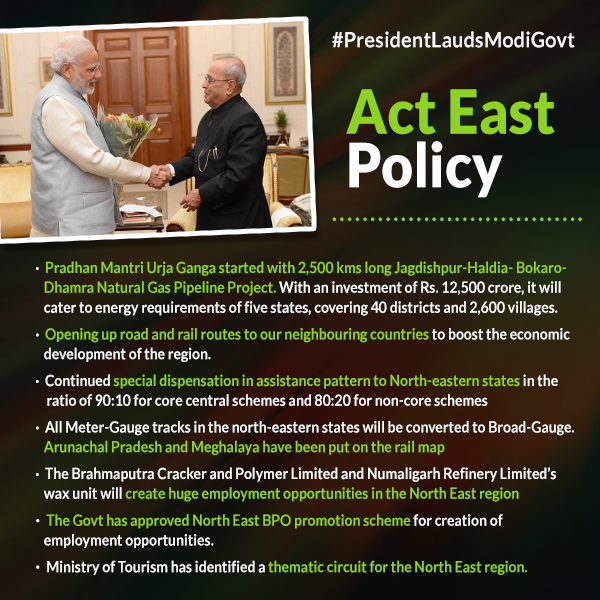 #PresidentLaudsModiGovt
Act East
Policy
· Pradhan Mantri Urja Ganga started with 2,500 kms long Jagdishpur-Haldia- Bokaro-
Dhamra Natural Gas Pipeline Project. With an investment of Rs. 12,500 crore, it will
cater to energy requirements of five states, covering 40 districts and 2,600 villages.
· Opening up road and rail routes to our neighbouring countries to boost the economic
development of the region.
· Continued special dispensation in assistance pattern to North-eastern states in the
ratio of 90:10 for core central schemes and 80:20 for non-core schemes
· All Meter-Gauge tracks in the north-eastern states will be converted to Broad-Gauge.
Arunachal Pradesh and Meghalaya have been put on the rail map
· The Brahmaputra Cracker and Polymer Limited and Numaligarh Refinery Limited's
wax unit will create huge employment opportunities in the North East region
· The Govt has approved North East BPO promotion scheme for creation of
employment opportunities.
· Ministry of Tourism has identified a thematic circuit for the North East region.